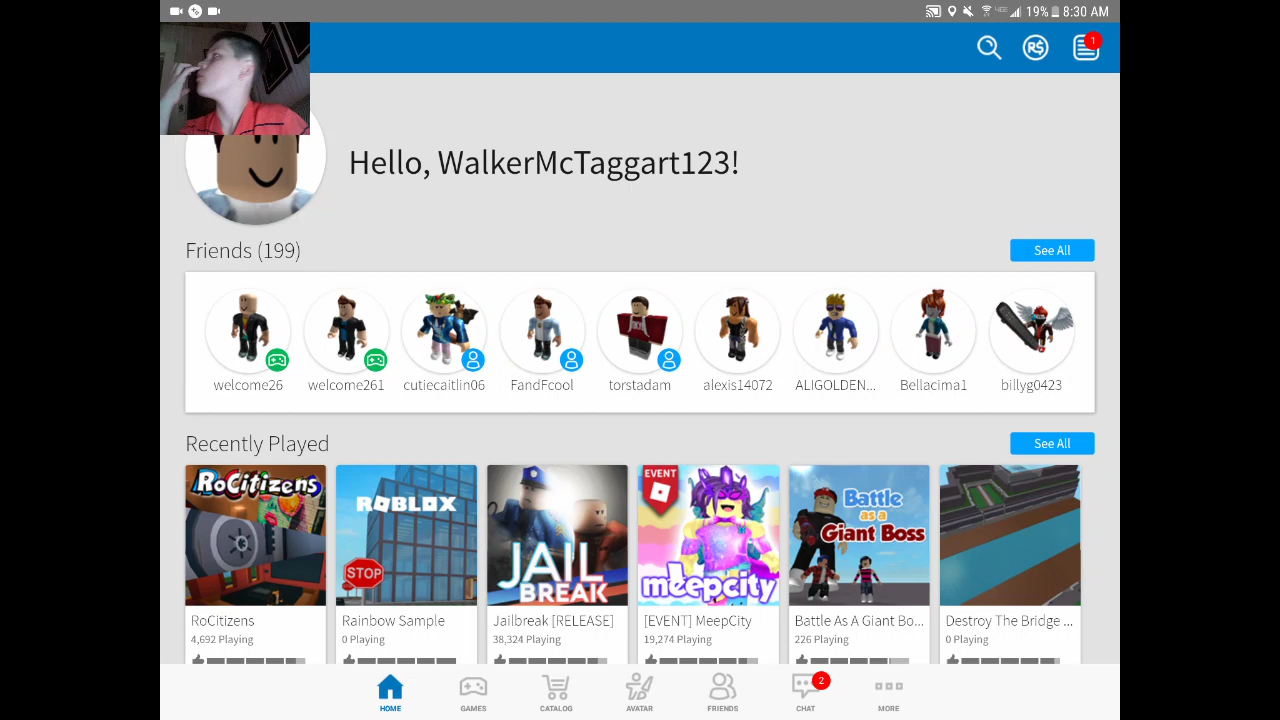 19% 8:30 AM
R$
1
Hello, WalkerMcTaggart123!
Friends (199)
See All
welcome26
welcome261
cutiecaitlin06
FandFcool
torstadam
alexis14072
ALIGOLDEN...
Bellacima1
billyg0423
Recently Played
See All
RoCitizens
ROBLOX
STOP
JAIL
BREAK
EVENT
meepcity
Battle
as a
Giant Boss
RoCitizens
4,692 Playing
Rainbow Sample
0 Playing
Jailbreak [RELEASE]
38,324 Playing
[EVENT] MeepCity
19,274 Playing
Battle As A Giant Bo...
226 Playing
Destroy The Bridge ...
0 Playing
HOME
GAMES
CATALOG
AVATAR
FRIENDS
2
CHAT
MORE